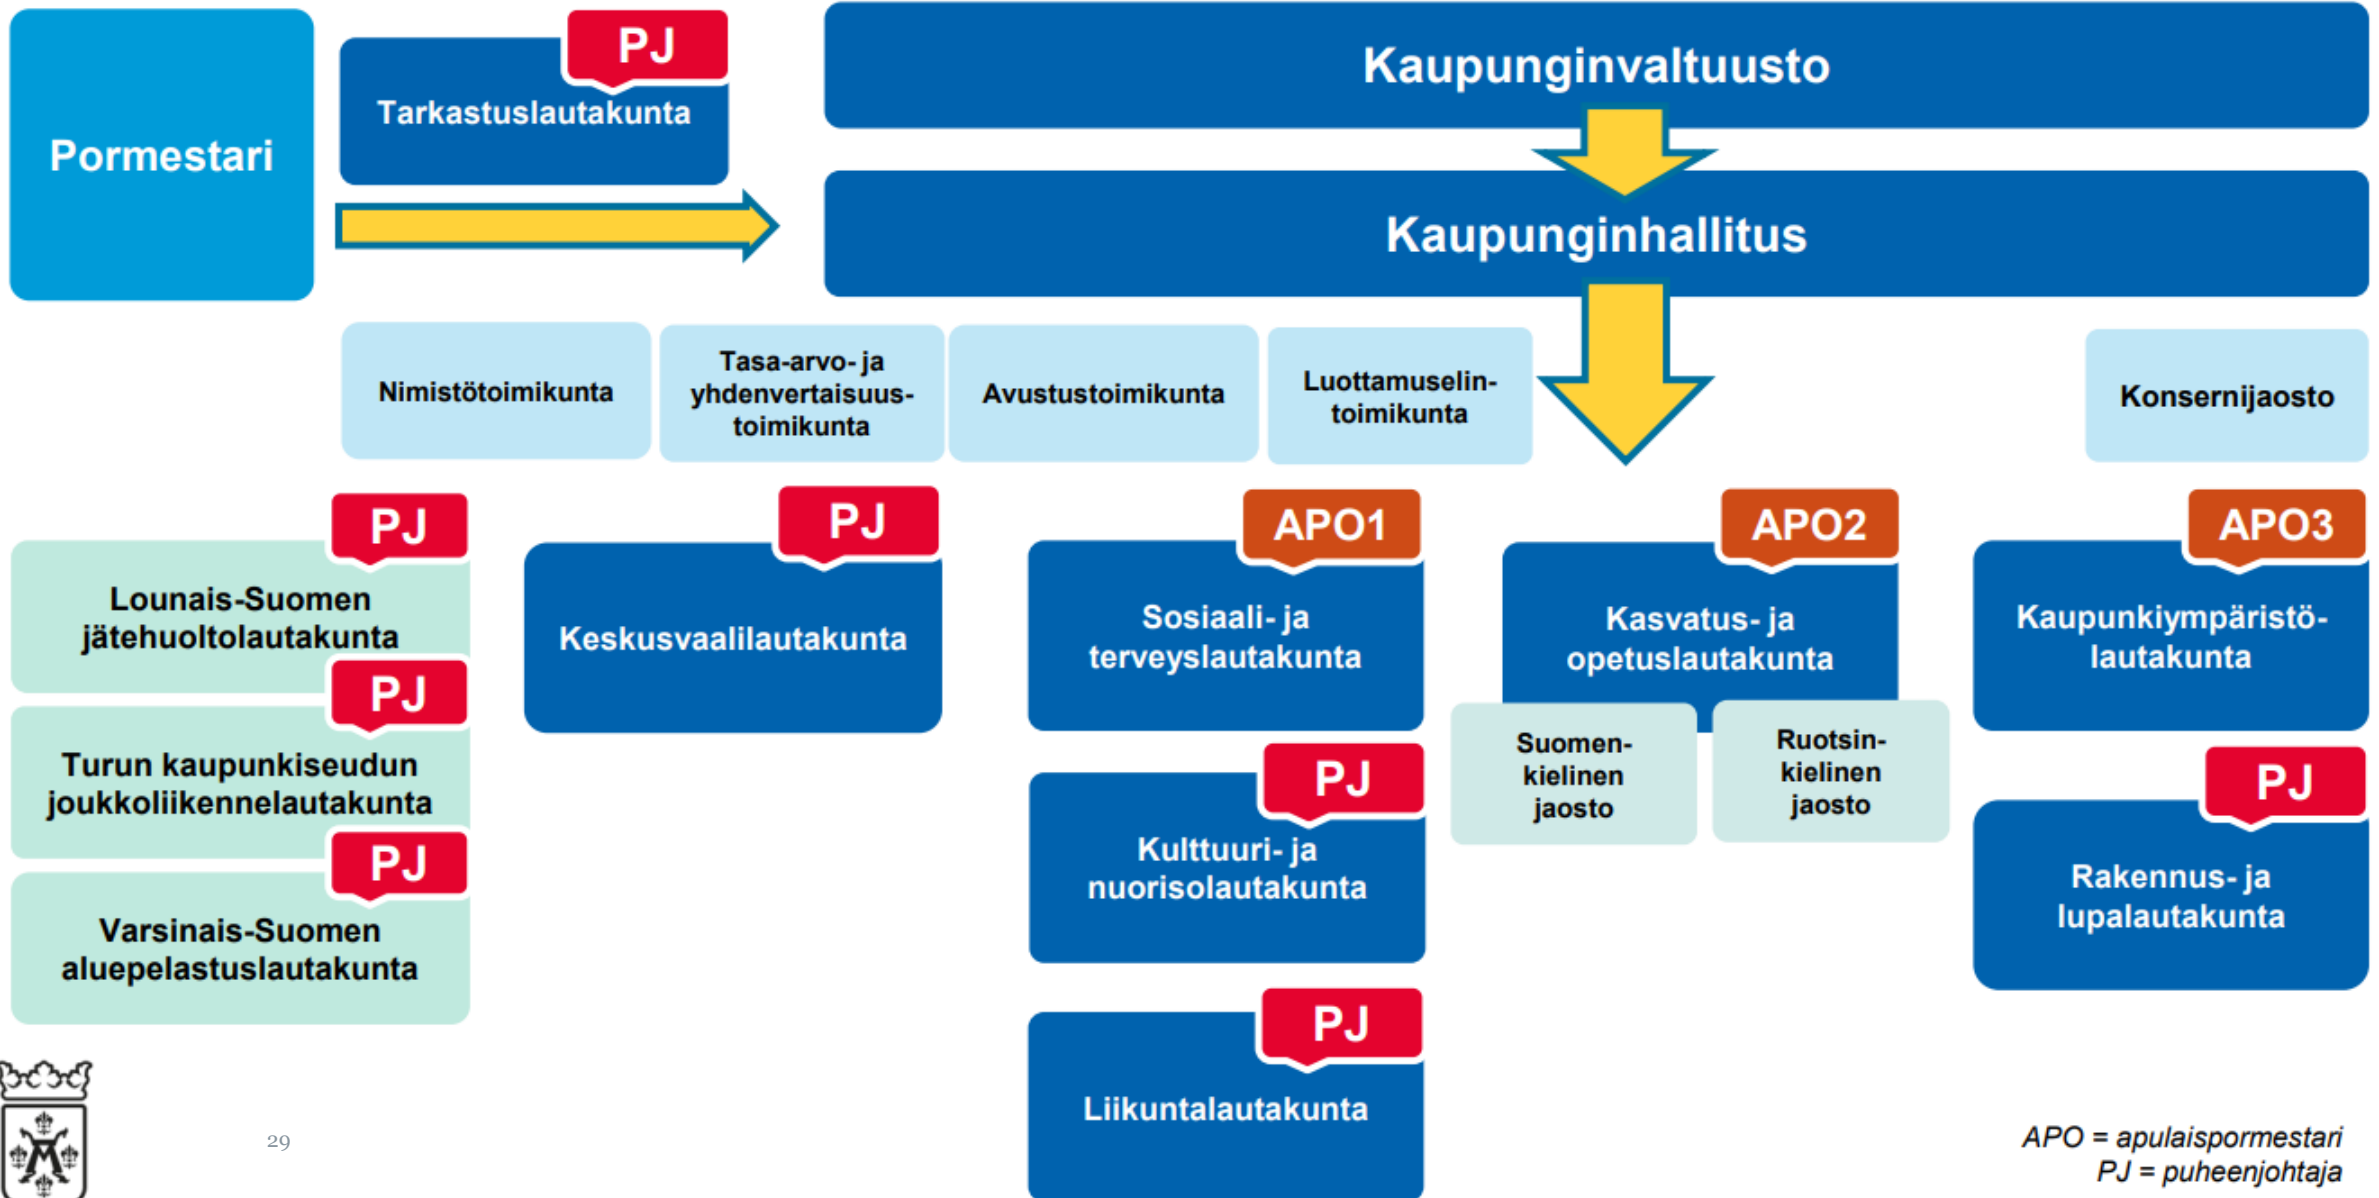 PJ
Tarkastuslautakunta
Pormestari
Kaupunginvaltuusto
Kaupunginhallitus
Nimistötoimikunta
Tasa-arvo- ja
yhdenvertaisuus-
toimikunta
Avustustoimikunta
Luottamuselin-
toimikunta
Konsernijaosto
PJ
Lounais-Suomen
jätehuoltolautakunta
PJ
Turun kaupunkiseudun
joukkoliikennelautakunta
PJ
Varsinais-Suomen
aluepelastuslautakunta
PJ
Keskusvaalilautakunta
APO1
Sosiaali- ja
terveyslautakunta
PJ
Kulttuuri- ja
nuorisolautakunta
PJ
Liikuntalautakunta
APO2
Kasvatus- ja
opetuslautakunta
Suomen-
kielinen
jaosto
Ruotsin-
kielinen
jaosto
APO3
Kaupunkiympäristö-
lautakunta
PJ
Rakennus- ja
lupalautakunta
29
APO = apulaispormestari
PJ = puheenjohtaja